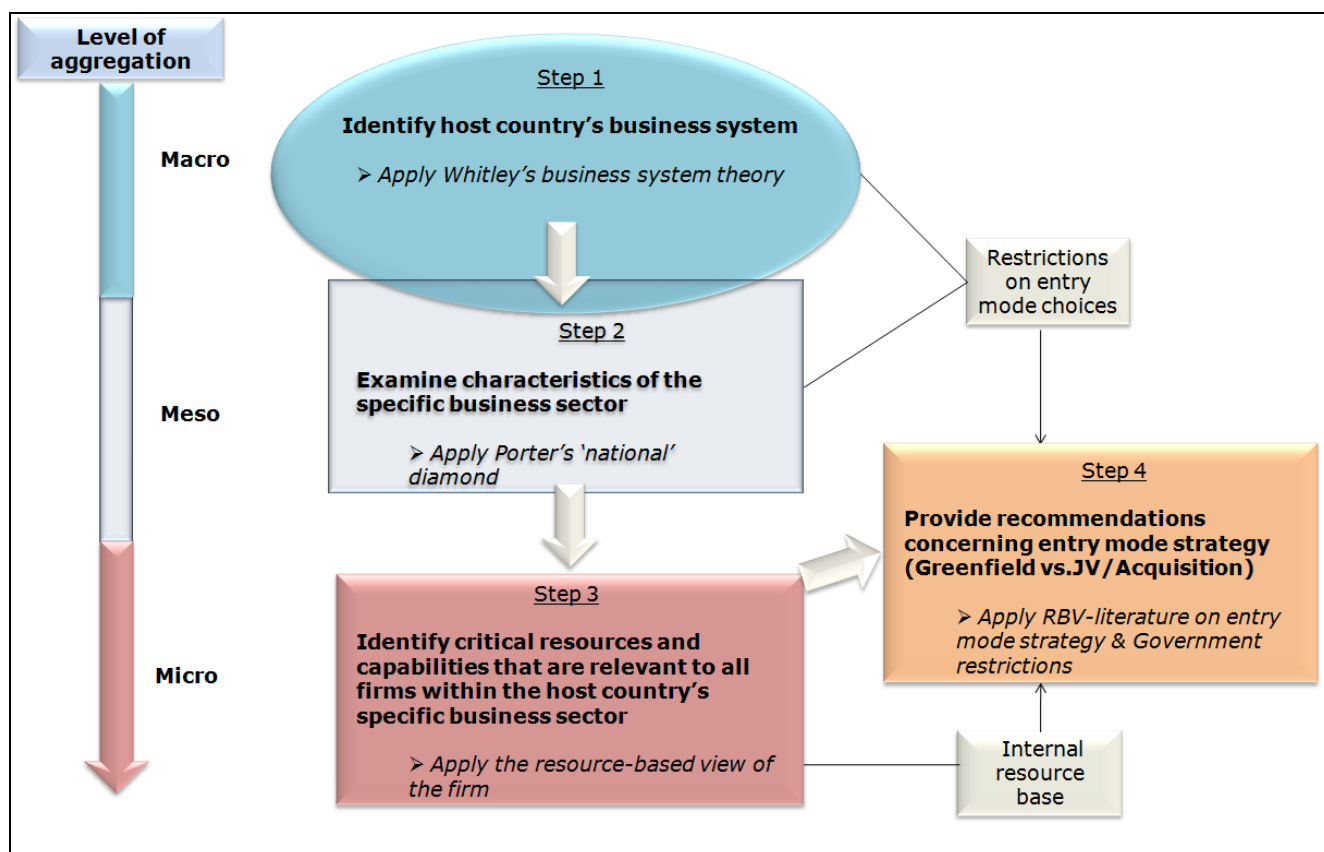 Level of
aggregation
Macro
Meso
Micro
Step 1
Identify host country’s business system
➢ Apply Whitley’s business system theory
Step 2
Examine characteristics of the
specific business sector
➢ Apply Porter’s ‘national’
diamond
Step 3
Identify critical resources and
capabilities that are relevant to all
firms within the host country’s
specific business sector
➢ Apply the resource-based view of
the firm
Restrictions
on entry
mode choices
Step 4
Provide recommendations
concerning entry mode strategy
(Greenfield vs.JV/Acquisition)
➢ Apply RBV-literature on entry
mode strategy & Government
restrictions
Internal
resource
base